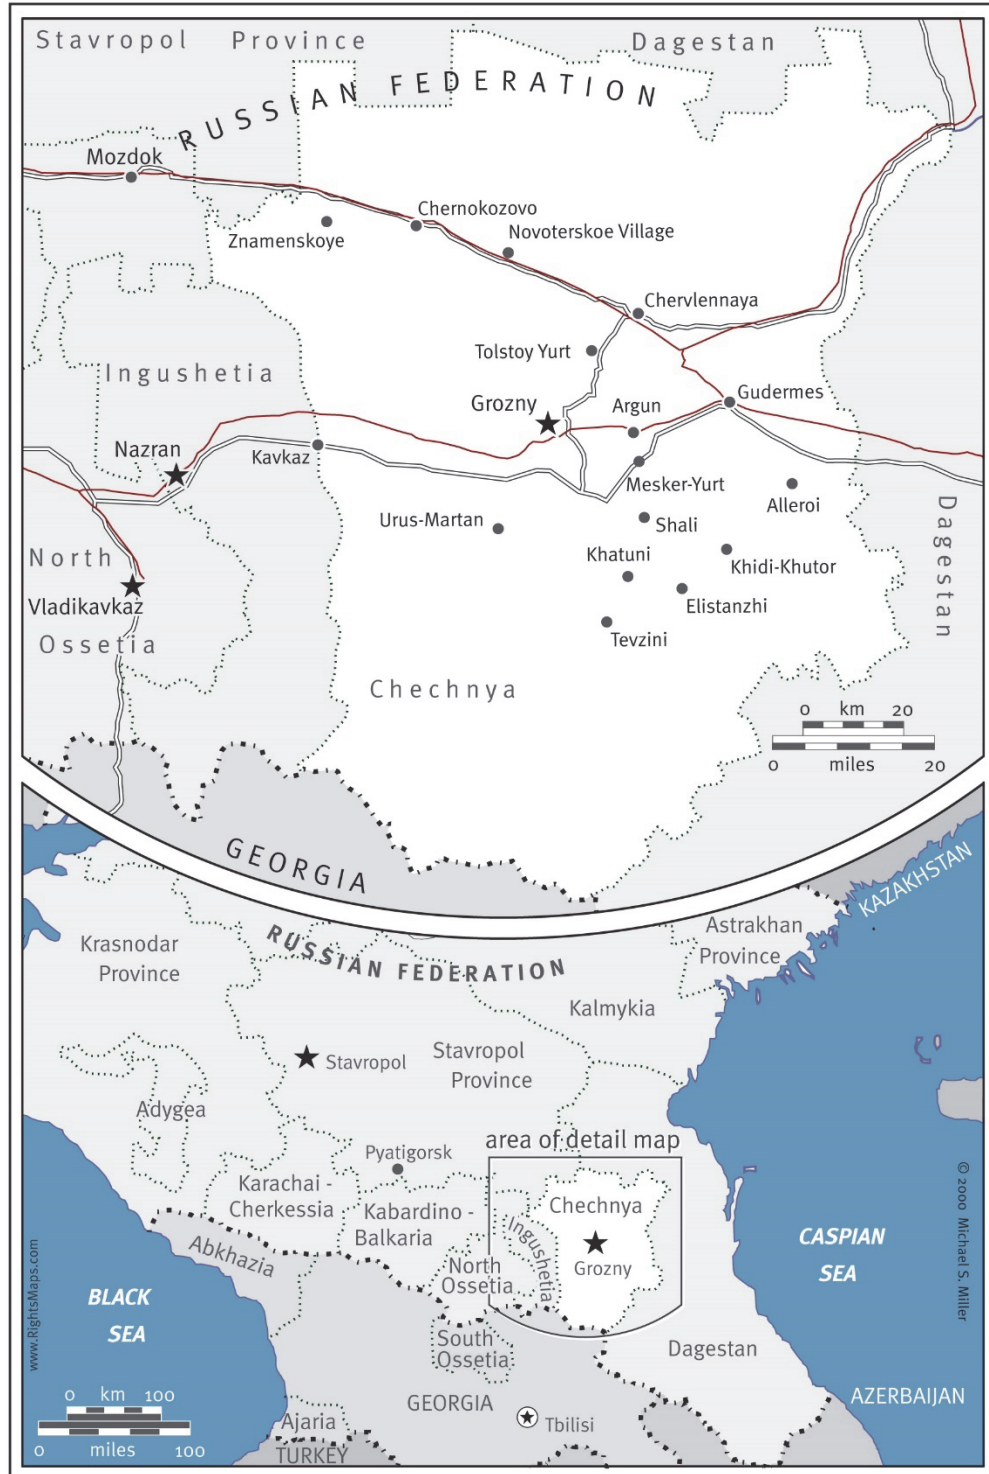 Stavropol Province
Dagestan
RUSSIAN FEDERATION
Mozdok
Znamenskoye
Chernokozovo
Novoterskoe Village
Chervlennaya
Tolstoy Yurt
Ingushetia
Grozny
Argun
Gudermes
Nazran
Kavkaz
Mesker-Yurt
Alleroi
Urus-Martan
Shali
Dagestan
North
Ossetia
Khatuni
Khidi-Khutor
Vladikavkaz
Elistanzhi
Tevzini
Chechnya
0 km 20
0 miles 20
GEORGIA
KAZAKHSTAN
Krasnodar
Province
RUSSIAN FEDERATION
Astrakhan
Province
Kalmykia
Stavropol
Stavropol
Province
Adygea
area of detail map
Pyatigorsk
Karachai -
Cherkessia
Kabardino -
Balkaria
Chechnya
Ingushetia
Grozny
Abkhazia
North
Ossetia
CASPIAN
SEA
© 2000 Michael S. Miller
www.RightsMaps.com
BLACK
SEA
South
Ossetia
Dagestan
GEORGIA
AZERBAIJAN
Tbilisi
0 km 100
0 miles 100
Ajaria
TURKEY